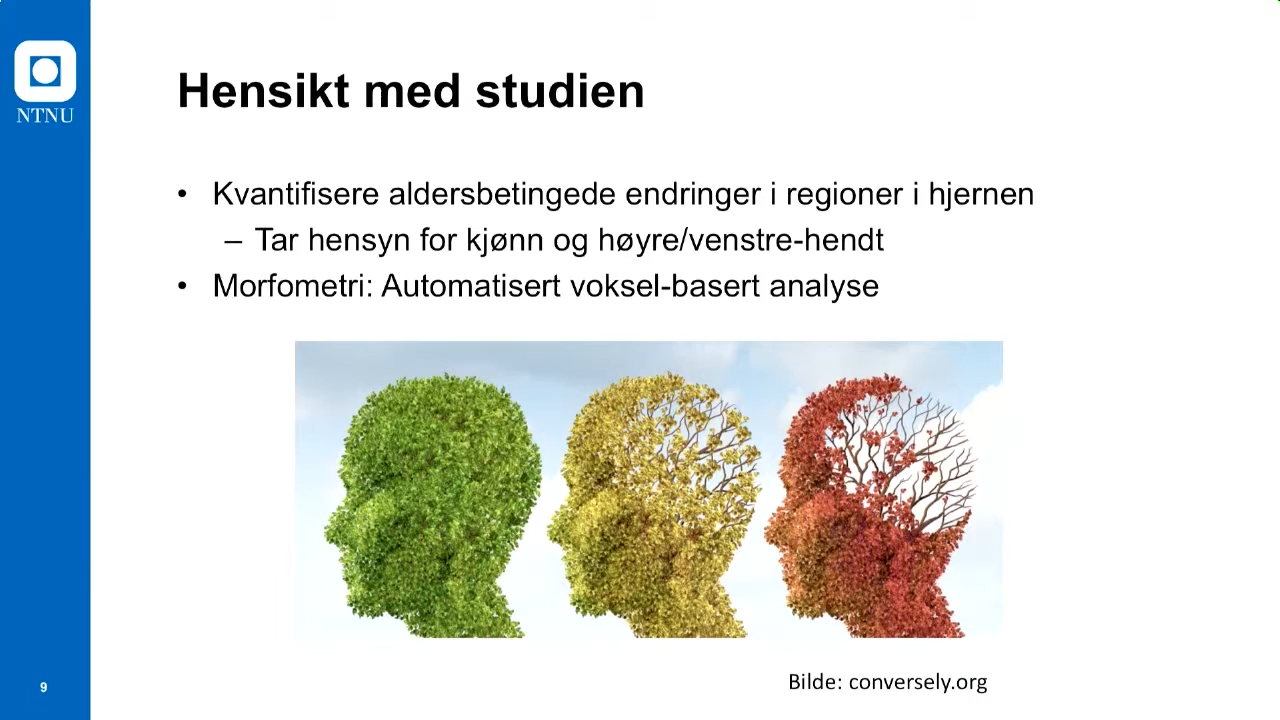 NTNU
Hensikt med studien
• Kvantifisere aldersbetingede endringer i regioner i hjernen
– Tar hensyn for kjønn og høyre/venstre-hendt
• Morfometri: Automatisert voksel-basert analyse
Bilde: conversely.org
9